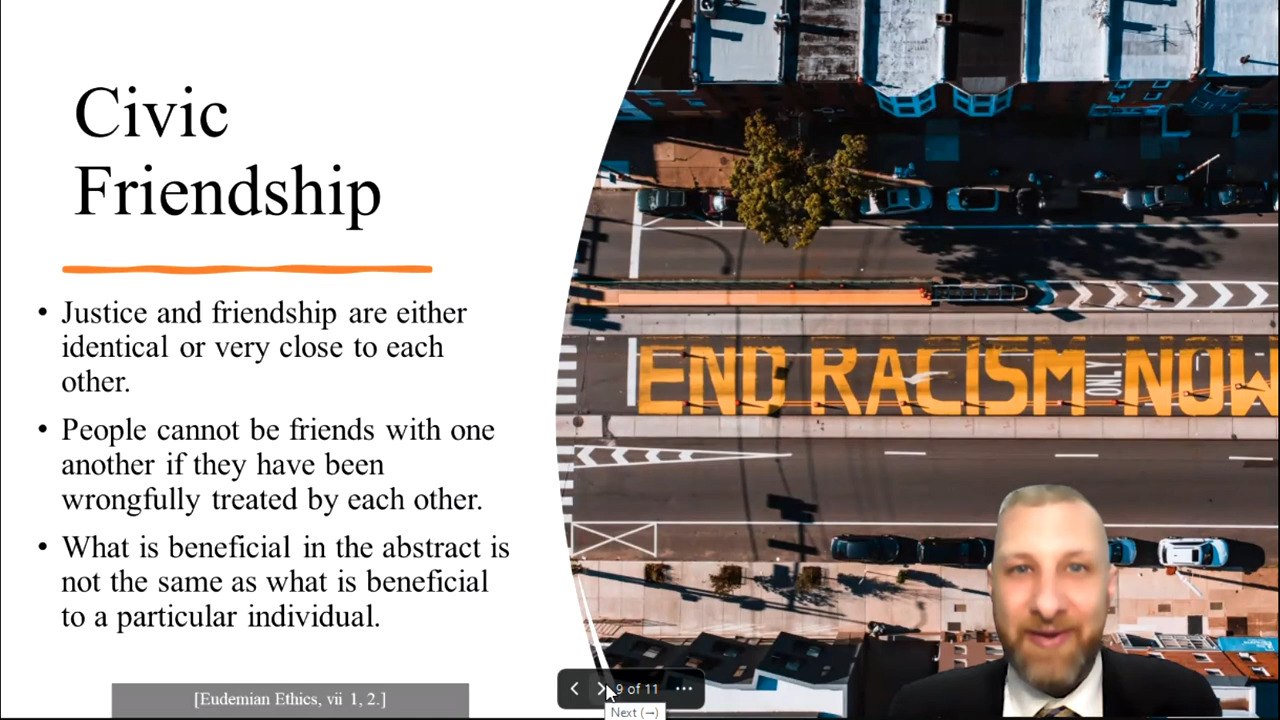 Civic
Friendship
• Justice and friendship are either
identical or very close to each
other.
• People cannot be friends with one
another if they have been
wrongfully treated by each other.
• What is beneficial in the abstract is
not the same as what is beneficial
to a particular individual.
[Eudemian Ethics, vii 1, 2.]
END RACISM NOW
ONLY
9 of 11
Next (→)